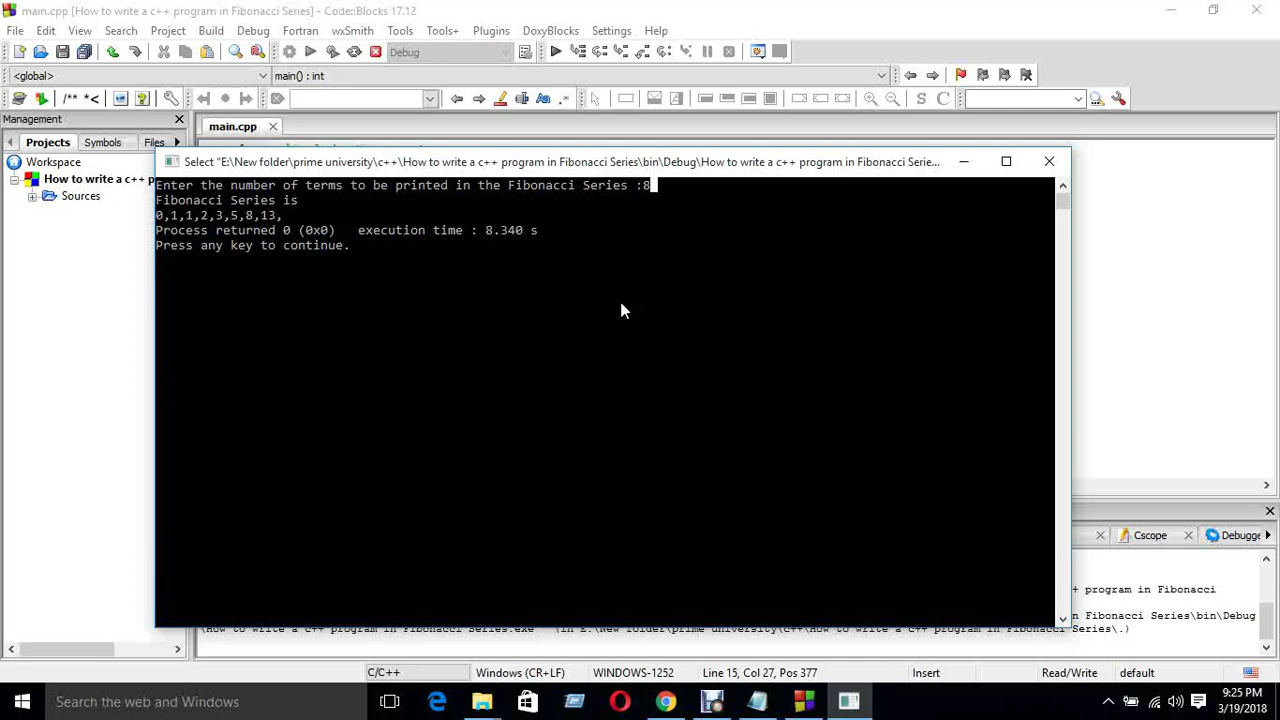 main.cpp [How to write a c++ program in Fibonacci Series] - Code::Blocks 17.12
File Edit View Search Project Build Debug Fortran wxSmith Tools Tools+ Plugins DoxyBlocks Settings Help
Debug
<global> main() : int
/** *<
Management
main.cpp
Projects Symbols Files
Workspace
How to write a c++ p
Sources
Select "E:\New folder\prime university\c++\How to write a c++ program in Fibonacci Series\bin\Debug\How to write a c++ program in Fibonacci Serie...
Enter the number of terms to be printed in the Fibonacci Series :8
Fibonacci Series is
0,1,1,2,3,5,8,13,
Process returned 0 (0x0)   execution time : 8.340 s
Press any key to continue.
Cscope Debugge
+ program in Fibonacci
n Fibonacci Series\bin\Debug
\How to write a c++ program in Fibonacci Series.exe" (in E:\New folder\prime university\c++\How to write a c++ program in Fibonacci Series\.)
C/C++ Windows (CR+LF) WINDOWS-1252 Line 15, Col 27, Pos 377 Insert Read/Write default
Search the web and Windows
9:25 PM
3/19/2018